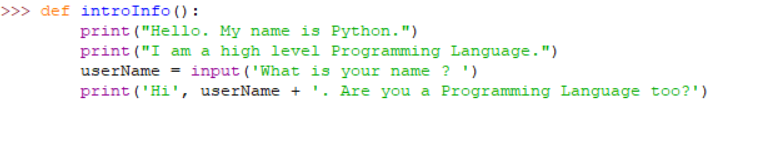 >>> def introInfo():
        print("Hello. My name is Python.")
        print("I am a high level Programming Language.")
        userName = input('What is your name ? ')
        print('Hi', userName + '. Are you a Programming Language too?')